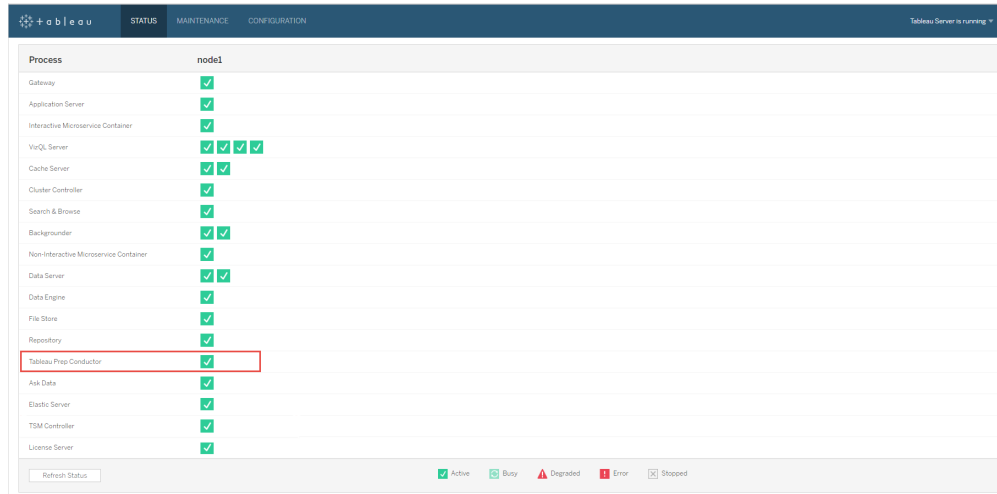 + a b l e a u STATUS MAINTENANCE CONFIGURATION Tableau Server is running
Process node1
Gateway
Application Server
Interactive Microservice Container
VizQL Server
Cache Server
Cluster Controller
Search & Browse
Backgrounder
Non-Interactive Microservice Container
Data Server
Data Engine
File Store
Repository
Tableau Prep Conductor
Ask Data
Elastic Server
TSM Controller
License Server
Refresh Status Active Busy Degraded Error Stopped